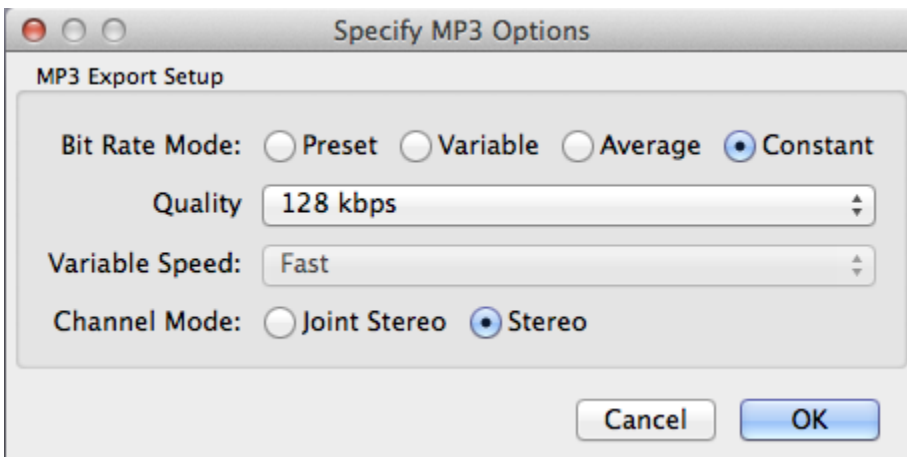 Specify MP3 Options
MP3 Export Setup
Bit Rate Mode: Preset Variable Average Constant
Quality 128 kbps
Variable Speed: Fast
Channel Mode: Joint Stereo Stereo
Cancel OK